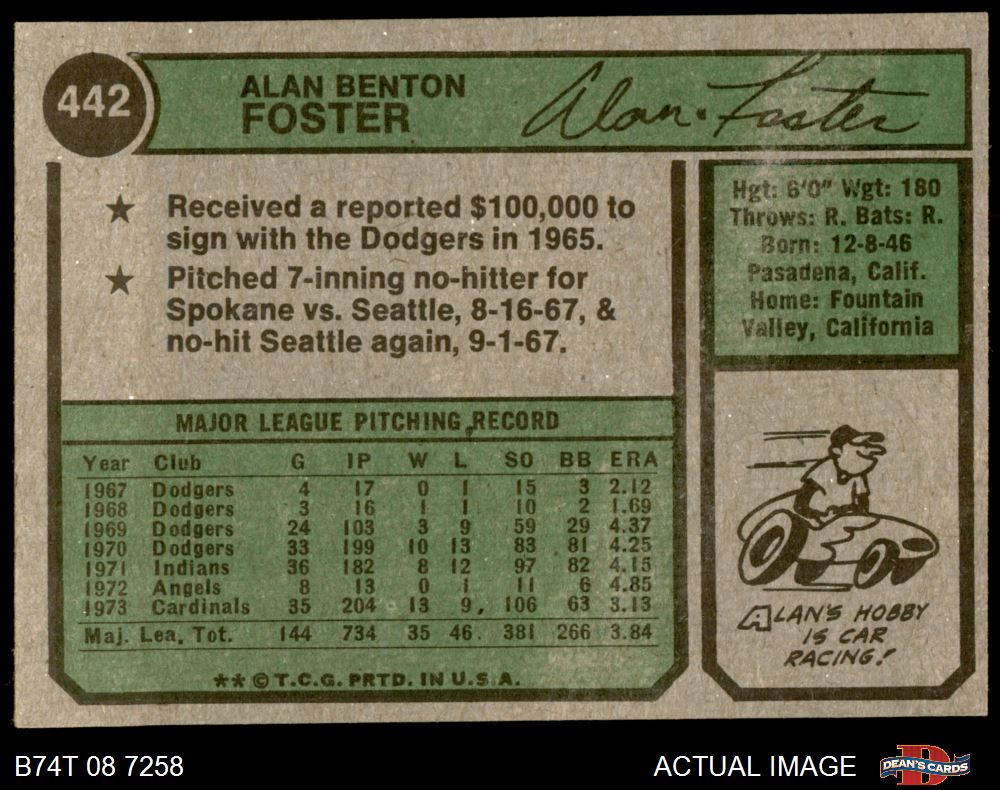 442
ALAN BENTON
FOSTER
Alan Foster
★ Received a reported $100,000 to
sign with the Dodgers in 1965.
★ Pitched 7-inning no-hitter for
Spokane vs. Seattle, 8-16-67, &
no-hit Seattle again, 9-1-67.
Hgt: 6'0" Wgt: 180
Throws: R. Bats: R.
Born: 12-8-46
Pasadena, Calif.
Home: Fountain
Valley, California
MAJOR LEAGUE PITCHING RECORD
Year Club G IP W L SO BB ERA
1967 Dodgers 4 17 0 1 15 3 2.12
1968 Dodgers 3 16 1 1 10 2 1.69
1969 Dodgers 24 103 3 9 59 29 4.37
1970 Dodgers 33 199 10 13 83 81 4.25
1971 Indians 36 182 8 12 97 82 4.15
1972 Angels 8 13 0 1 11 6 4.85
1973 Cardinals 35 204 13 9 106 63 3.13
Maj. Lea. Tot. 144 734 35 46 381 266 3.84
** © T.C.G. PRTD. IN U.S.A.
ALAN'S HOBBY
IS CAR
RACING!
B74T 08 7258
ACTUAL IMAGE
DEAN'S CARDS